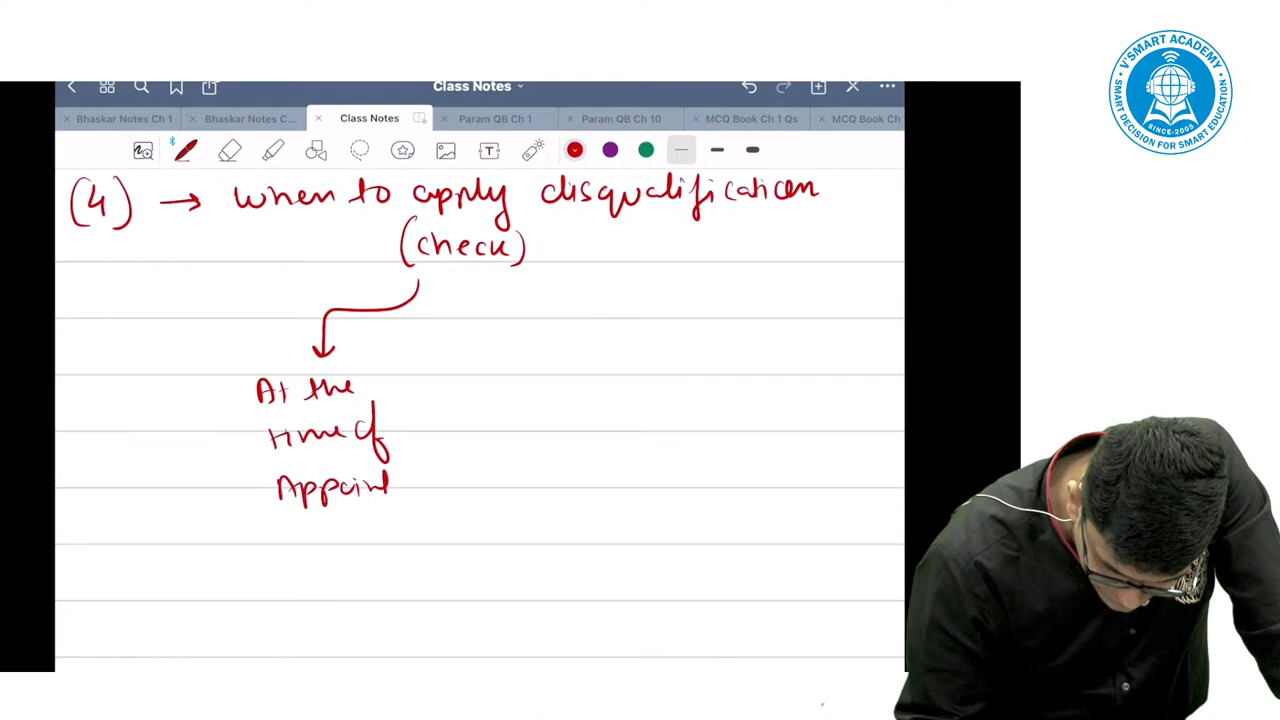 V'SMART ACADEMY
SINCE-2005
SMART DECISION FOR SMART EDUCATION
Class Notes
Bhaskar Notes Ch 1
Bhaskar Notes C...
Class Notes
Param QB Ch 1
Param QB Ch 10
MCQ Book Ch 1 Qs
MCQ Book Ch
(4) → when to apply disqualification
(check)
At the
time of
Appoint